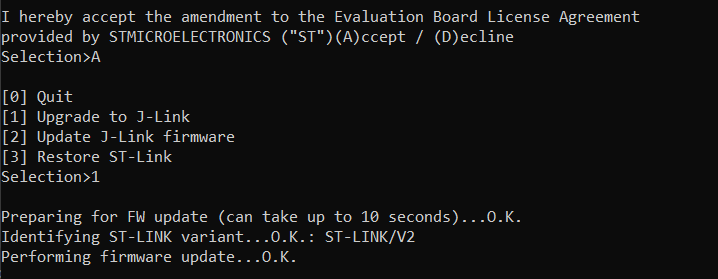 I hereby accept the amendment to the Evaluation Board License Agreement
provided by STMICROELECTRONICS ("ST")(A)ccept / (D)ecline
Selection>A
[0] Quit
[1] Upgrade to J-Link
[2] Update J-Link firmware
[3] Restore ST-Link
Selection>1
Preparing for FW update (can take up to 10 seconds)...O.K.
Identifying ST-LINK variant...O.K.: ST-LINK/V2
Performing firmware update...O.K.